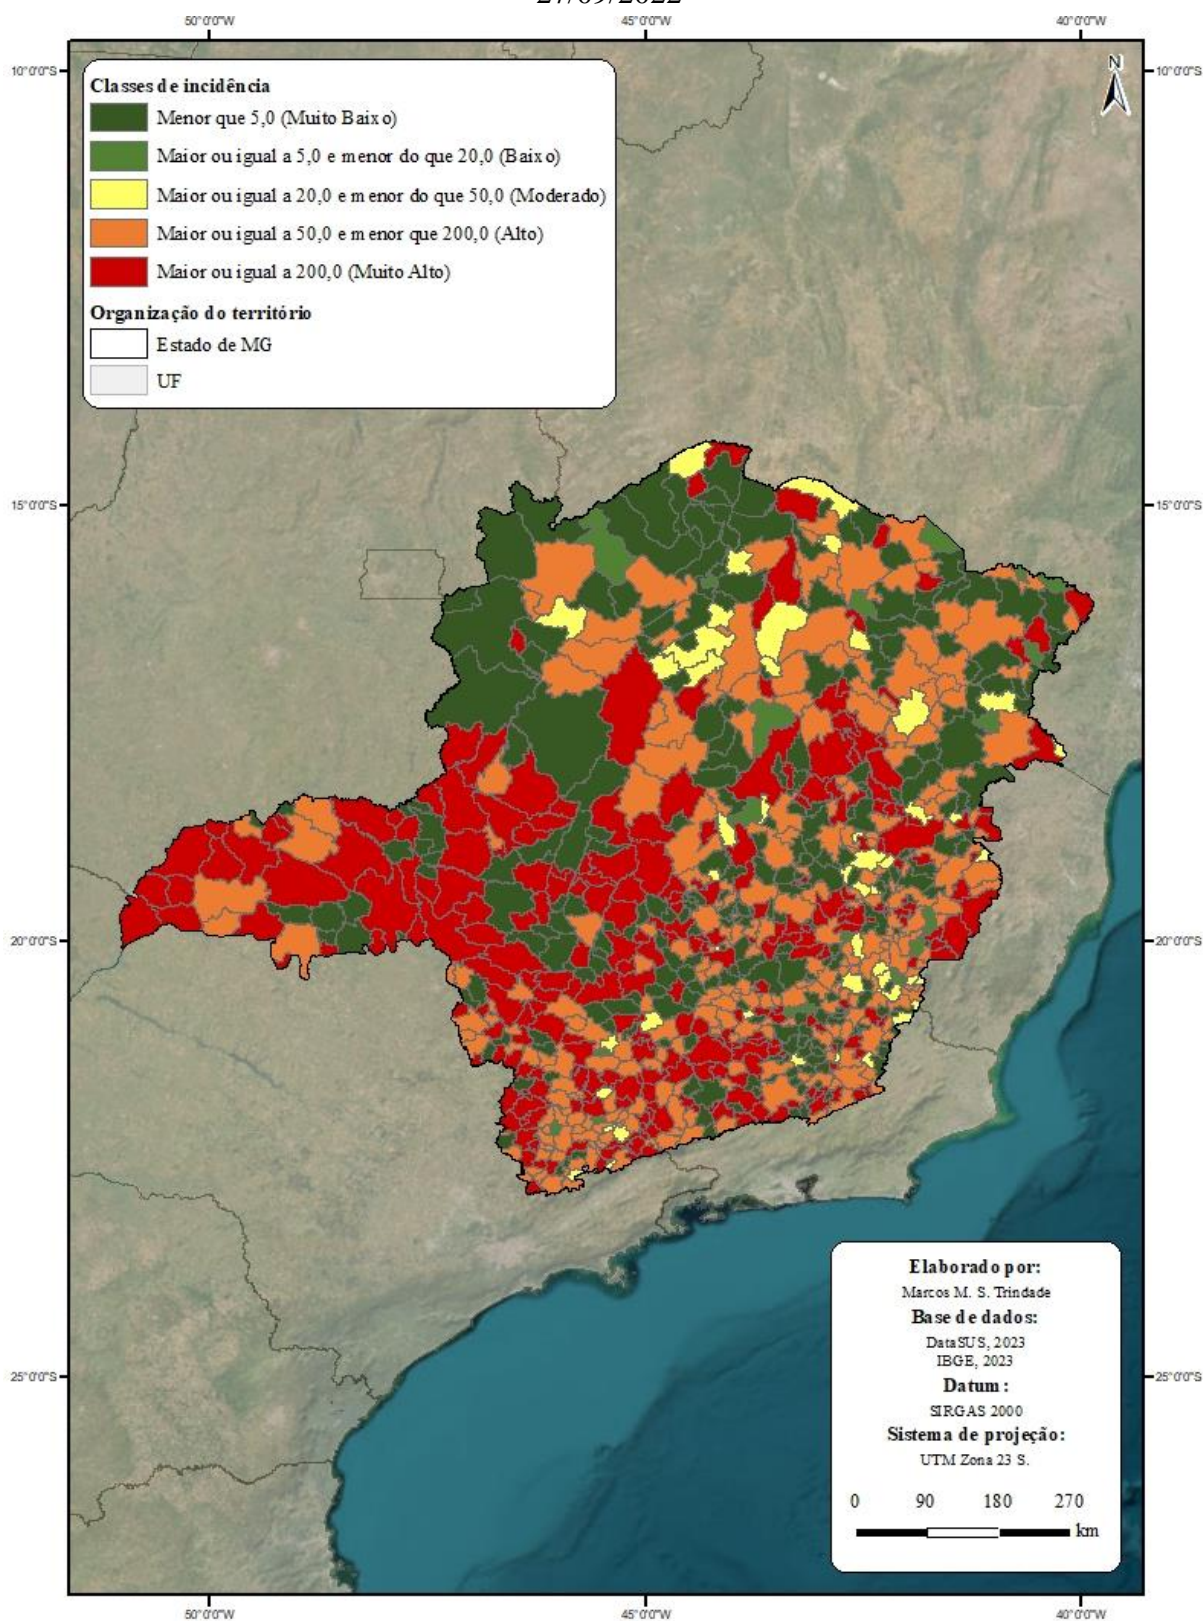 27/09/2022
50°0'0"W 45°0'0"W 40°0'0"W
10°0'0"S 10°0'0"S
N
Classes de incidência
Menor que 5,0 (Muito Baixo)
Maior ou igual a 5,0 e menor do que 20,0 (Baixo)
Maior ou igual a 20,0 e menor do que 50,0 (Moderado)
Maior ou igual a 50,0 e menor que 200,0 (Alto)
Maior ou igual a 200,0 (Muito Alto)
Organização do território
Estado de MG
UF
15°0'0"S 15°0'0"S
20°0'0"S 20°0'0"S
25°0'0"S 25°0'0"S
Elaborado por:
Marcos M. S. Trindade
Base de dados:
DataSUS, 2023
IBGE, 2023
Datum :
SIRGAS 2000
Sistema de projeção:
UTM Zona 23 S.
0 90 180 270
km
50°0'0"W 45°0'0"W 40°0'0"W